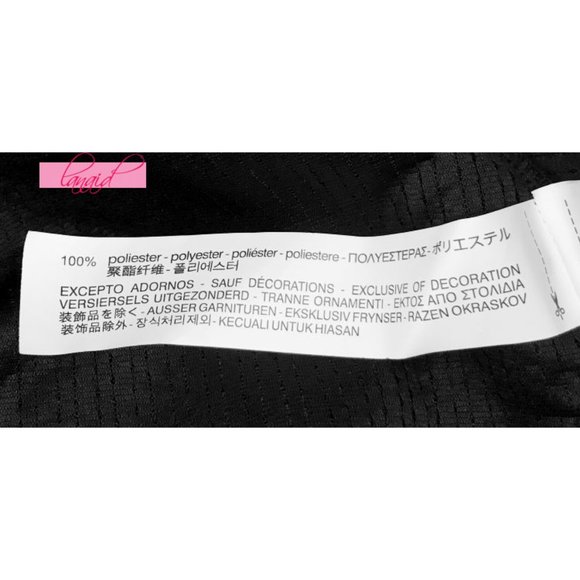 lanaid
100% poliester - polyester - poliéster - poliestere - ΠΟΛΥΕΣΤΕΡΑΣ - ポリエステル
聚酯纤维 - 폴리에스터
EXCEPTO ADORNOS - SAUF DÉCORATIONS - EXCLUSIVE OF DECORATION
VERSIERSELS UITGEZONDERD - TRANNE ORNAMENTI - ΕΚΤΟΣ ΑΠΟ ΣΤΟΛΙΔΙΑ
装飾品を除く - AUSSER GARNITUREN - EKSKLUSIV FRYNSER - RAZEN OKRASKOV
装饰品除外 - 장식처리제외 - KECUALI UNTUK HIASAN